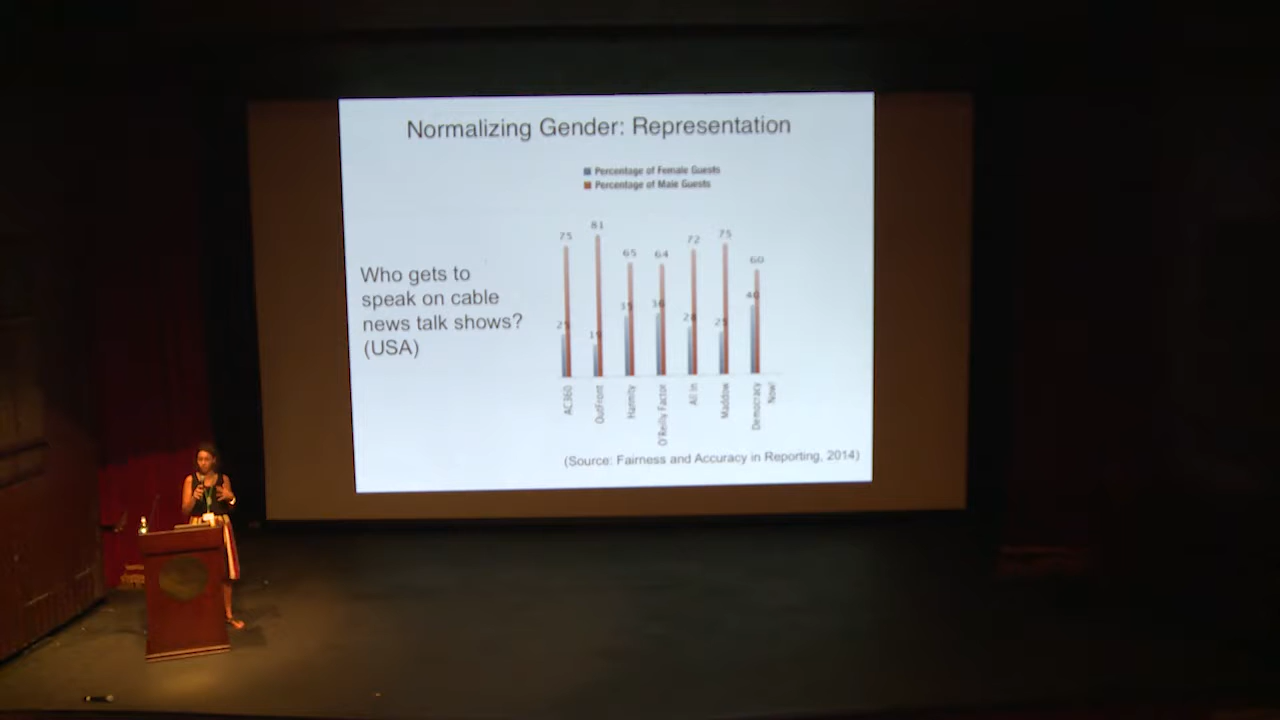 Normalizing Gender: Representation
Percentage of Female Guests
Percentage of Male Guests
Who gets to
speak on cable
news talk shows?
(USA)
75
81
65
64
72
75
60
25
19
35
36
28
25
40
AC360
OutFront
Hannity
O'Reilly Factor
All In
Maddow
Democracy
Now!
(Source: Fairness and Accuracy in Reporting, 2014)